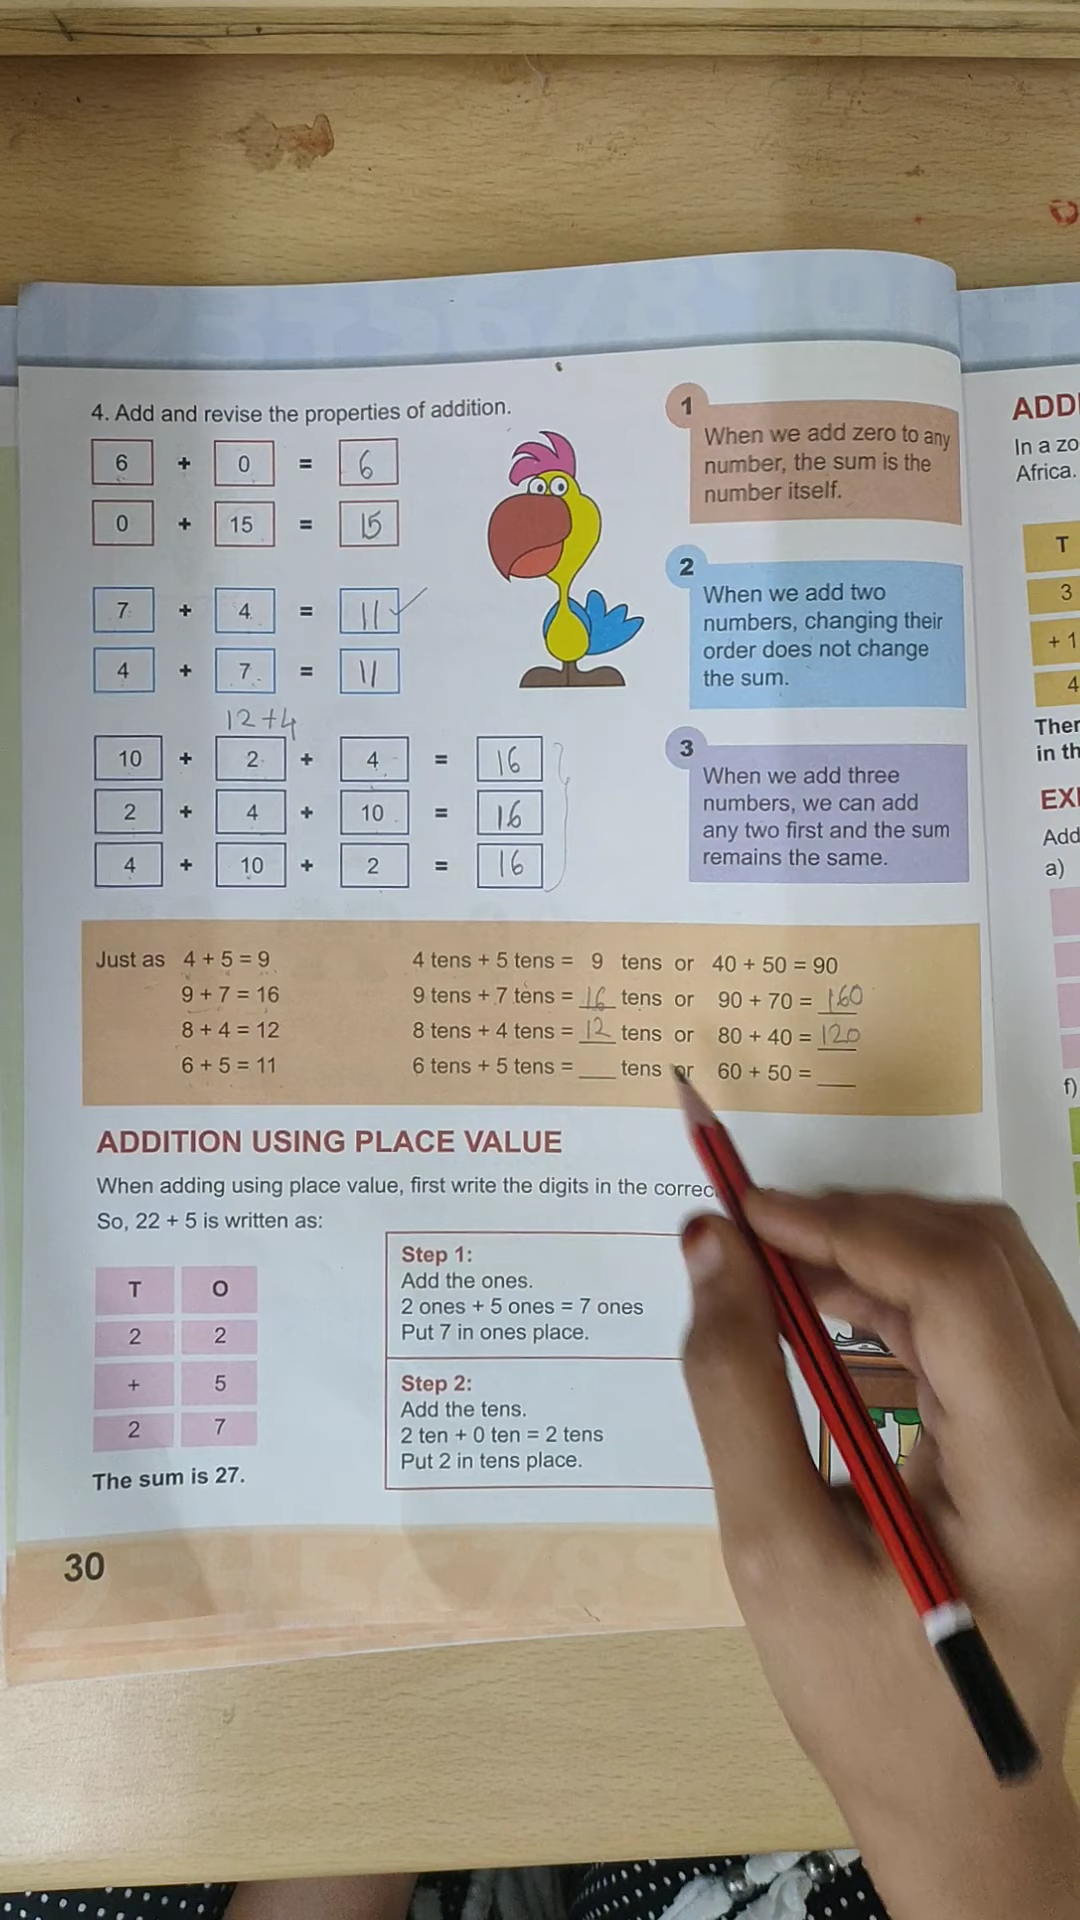 4. Add and revise the properties of addition.
6 + 0 = 6
0 + 15 = 15
7 + 4 = 11 ✓
4 + 7 = 11
12+4
10 + 2 + 4 = 16
2 + 4 + 10 = 16
4 + 10 + 2 = 16
1
When we add zero to any
number, the sum is the
number itself.
2
When we add two
numbers, changing their
order does not change
the sum.
3
When we add three
numbers, we can add
any two first and the sum
remains the same.
Just as 4 + 5 = 9 4 tens + 5 tens = 9 tens or 40 + 50 = 90
9 + 7 = 16 9 tens + 7 tens = 16 tens or 90 + 70 = 160
8 + 4 = 12 8 tens + 4 tens = 12 tens or 80 + 40 = 120
6 + 5 = 11 6 tens + 5 tens = ___ tens or 60 + 50 = ___
ADDITION USING PLACE VALUE
When adding using place value, first write the digits in the correc
So, 22 + 5 is written as:
T O
2 2
+ 5
2 7
The sum is 27.
Step 1:
Add the ones.
2 ones + 5 ones = 7 ones
Put 7 in ones place.
Step 2:
Add the tens.
2 ten + 0 ten = 2 tens
Put 2 in tens place.
30
ADDI
In a zo
Africa.
T
3
+ 1
4
Ther
in th
EX
Add
a)
f)